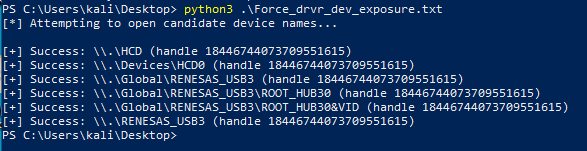 PS C:\Users\kali\Desktop> python3 .\Force_drvr_dev_exposure.txt
[*] Attempting to open candidate device names...
[+] Success: \\.\HCD (handle 18446744073709551615)
[+] Success: \\.\Devices\HCD0 (handle 18446744073709551615)
[+] Success: \\.\Global\RENESAS_USB3 (handle 18446744073709551615)
[+] Success: \\.\Global\RENESAS_USB3\ROOT_HUB30 (handle 18446744073709551615)
[+] Success: \\.\Global\RENESAS_USB3\ROOT_HUB30&VID (handle 18446744073709551615)
[+] Success: \\.\RENESAS_USB3 (handle 18446744073709551615)
PS C:\Users\kali\Desktop>